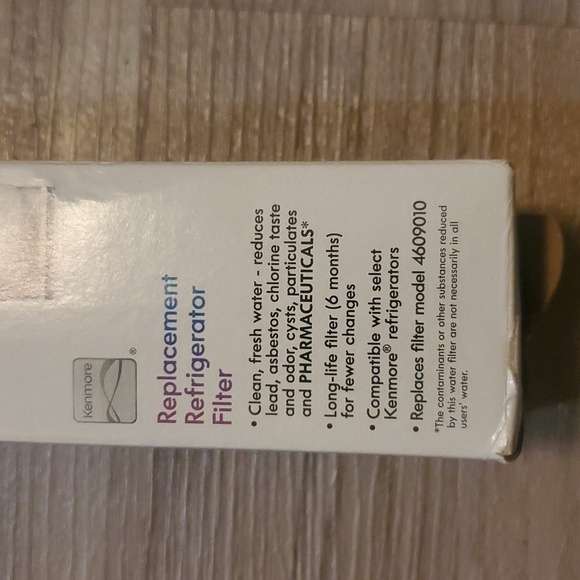 Kenmore®
Replacement
Refrigerator
Filter
• Clean, fresh water - reduces
lead, asbestos, chlorine taste
and odor, cysts, particulates
and PHARMACEUTICALS*
• Long-life filter (6 months)
for fewer changes
• Compatible with select
Kenmore® refrigerators
• Replaces filter model 4609010
*The contaminants or other substances reduced
by this water filter are not necessarily in all
users' water.